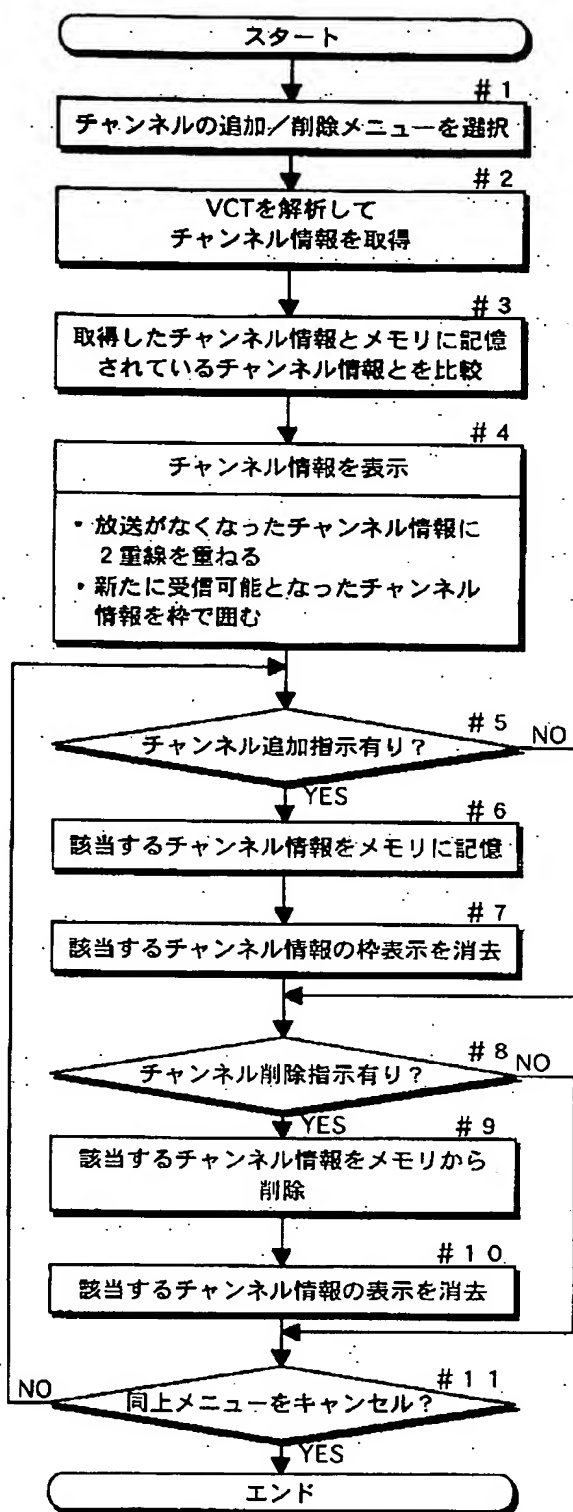 スタート
#1
チャンネルの追加/削除メニューを選択
#2
VCTを解析して
チャンネル情報を取得
#3
取得したチャンネル情報とメモリに記憶
されているチャンネル情報とを比較
#4
チャンネル情報を表示
・放送がなくなったチャンネル情報に
2重線を重ねる
・新たに受信可能となったチャンネル
情報を枠で囲む
#5
チャンネル追加指示有り?
NO
YES
#6
該当するチャンネル情報をメモリに記憶
#7
該当するチャンネル情報の枠表示を消去
#8
チャンネル削除指示有り?
NO
YES
#9
該当するチャンネル情報をメモリから
削除
#10
該当するチャンネル情報の表示を消去
#11
NO
同上メニューをキャンセル?
YES
エンド